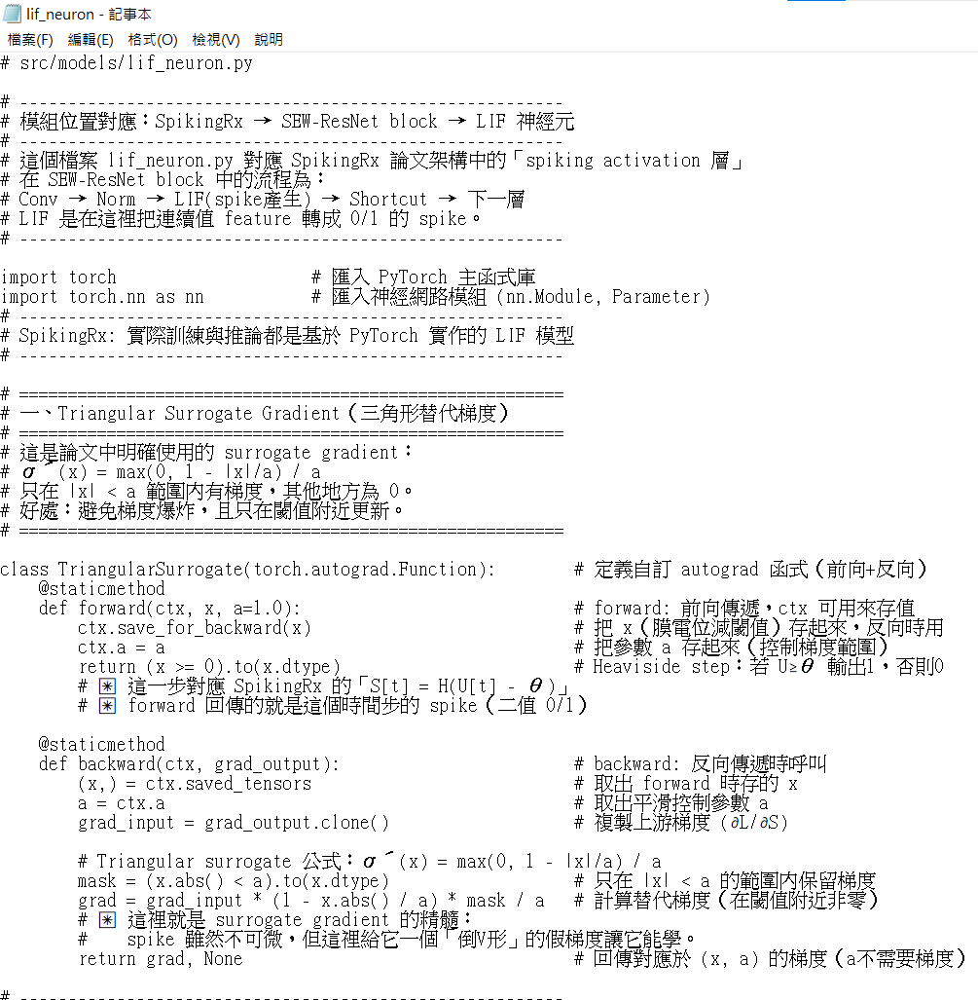 lif_neuron - 記事本
檔案(F) 編輯(E) 格式(O) 檢視(V) 說明
# src/models/lif_neuron.py
# --------------------------------------------------------
# 模組位置對應：SpikingRx → SEW-ResNet block → LIF 神經元
# --------------------------------------------------------
# 這個檔案 lif_neuron.py 對應 SpikingRx 論文架構中的「spiking activation 層」
# 在 SEW-ResNet block 中的流程為：
# Conv → Norm → LIF(spike產生) → Shortcut → 下一層
# LIF 是在這裡把連續值 feature 轉成 0/1 的 spike。
# --------------------------------------------------------
import torch                    # 匯入 PyTorch 主函式庫
import torch.nn as nn           # 匯入神經網路模組 (nn.Module, Parameter)
# --------------------------------------------------------
# SpikingRx: 實際訓練與推論都是基於 PyTorch 實作的 LIF 模型
# --------------------------------------------------------
# ========================================================
# 一、Triangular Surrogate Gradient（三角形替代梯度）
# ========================================================
# 這是論文中明確使用的 surrogate gradient：
# σ′(x) = max(0, 1 - |x|/a) / a
# 只在 |x| < a 範圍內有梯度，其他地方為 0。
# 好處：避免梯度爆炸，且只在閾值附近更新。
# ========================================================
class TriangularSurrogate(torch.autograd.Function):        # 定義自訂 autograd 函式（前向+反向）
    @staticmethod
    def forward(ctx, x, a=1.0):                            # forward: 前向傳遞，ctx 可用來存值
        ctx.save_for_backward(x)                           # 把 x（膜電位減閾值）存起來，反向時用
        ctx.a = a                                          # 把參數 a 存起來（控制梯度範圍）
        return (x >= 0).to(x.dtype)                        # Heaviside step：若 U≥θ 輸出1，否則0
        # ✳️ 這一步對應 SpikingRx 的「S[t] = H(U[t] - θ)」
        # ✳️ forward 回傳的就是這個時間步的 spike（二值 0/1）
    @staticmethod
    def backward(ctx, grad_output):                        # backward: 反向傳遞時呼叫
        (x,) = ctx.saved_tensors                           # 取出 forward 時存的 x
        a = ctx.a                                          # 取出平滑控制參數 a
        grad_input = grad_output.clone()                   # 複製上游梯度 (∂L/∂S)
        # Triangular surrogate 公式：σ′(x) = max(0, 1 - |x|/a) / a
        mask = (x.abs() < a).to(x.dtype)                   # 只在 |x| < a 的範圍內保留梯度
        grad = grad_input * (1 - x.abs() / a) * mask / a   # 計算替代梯度（在閾值附近非零）
        # ✳️ 這裡就是 surrogate gradient 的精髓：
        #    spike 雖然不可微，但這裡給它一個「倒V形」的假梯度讓它能學。
        return grad, None                                  # 回傳對應於 (x, a) 的梯度（a不需要梯度）
# --------------------------------------------------------